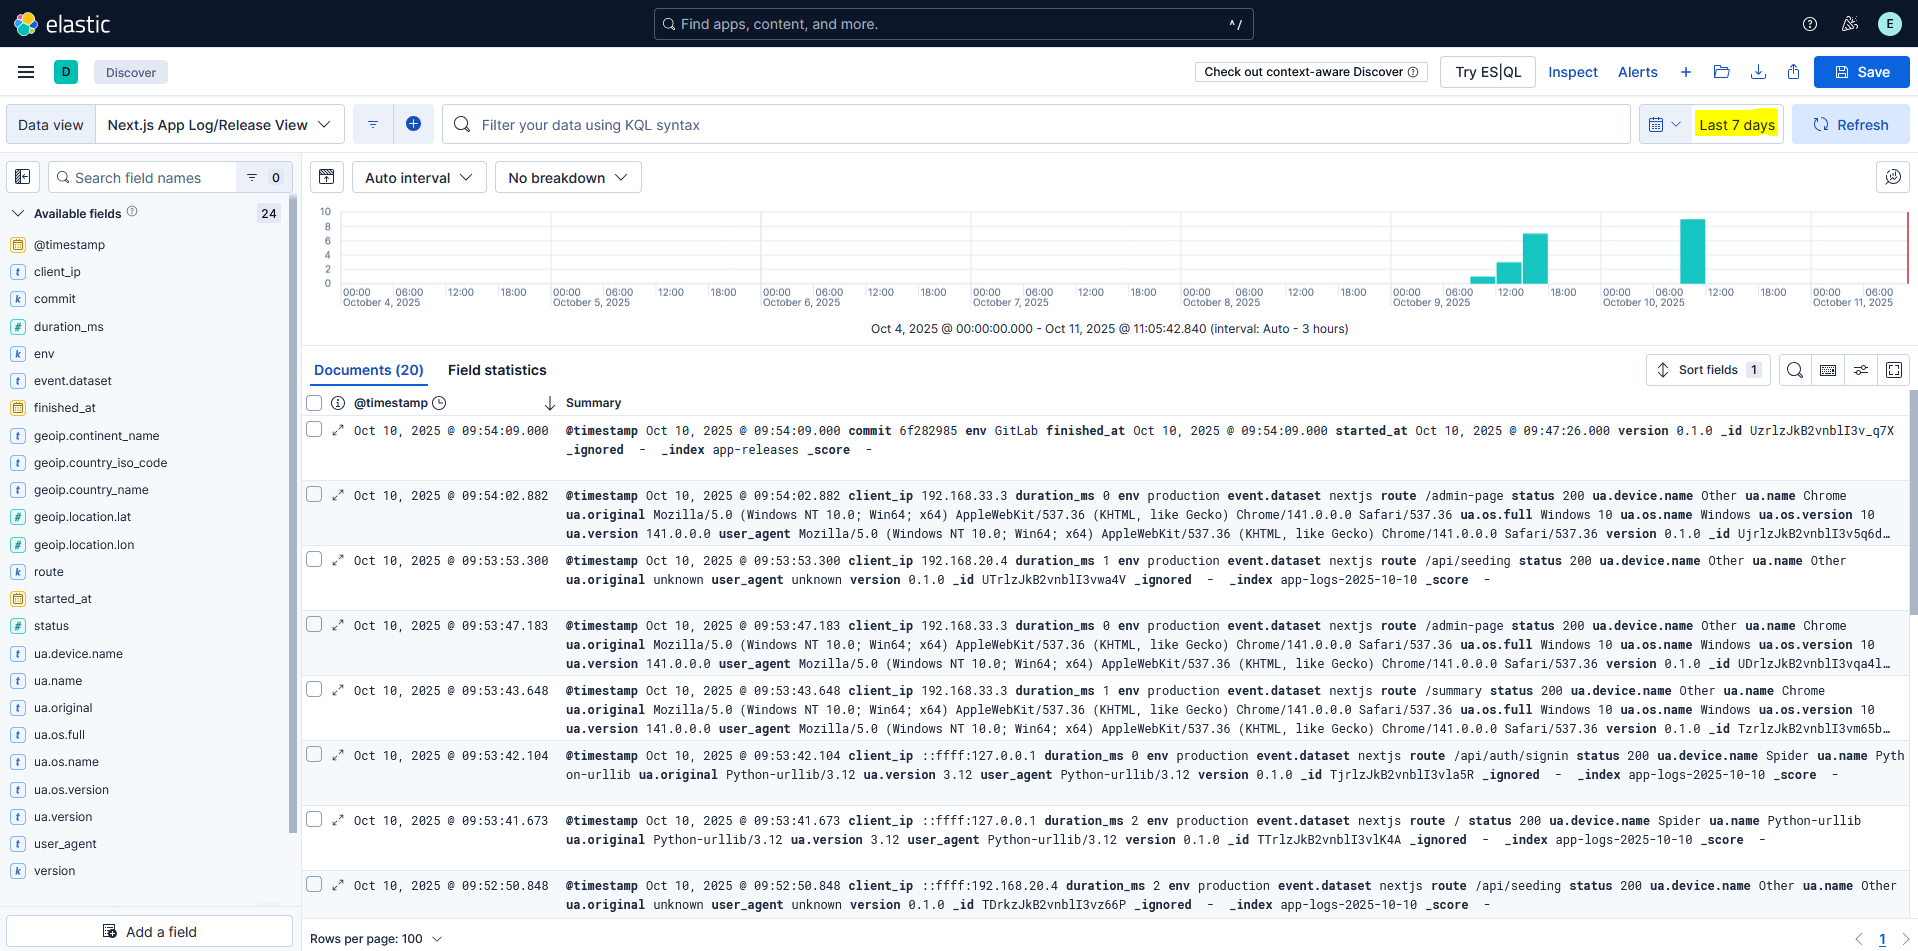 elastic
Find apps, content, and more.
^ /
E
D
Discover
Check out context-aware Discover
Try ES|QL
Inspect
Alerts
Save
Data view
Next.js App Log/Release View
Filter your data using KQL syntax
Last 7 days
Refresh
Search field names
0
Auto interval
No breakdown
Available fields
24
@timestamp
client_ip
commit
duration_ms
env
event.dataset
finished_at
geoip.continent_name
geoip.country_iso_code
geoip.country_name
geoip.location.lat
geoip.location.lon
route
started_at
status
ua.device.name
ua.name
ua.original
ua.os.full
ua.os.name
ua.os.version
ua.version
user_agent
version
Add a field
10
8
6
4
2
0
00:00 06:00 12:00 18:00 00:00 06:00 12:00 18:00 00:00 06:00 12:00 18:00 00:00 06:00 12:00 18:00 00:00 06:00 12:00 18:00 00:00 06:00 12:00 18:00 00:00 06:00 12:00 18:00 00:00 06:00
October 4, 2025 October 5, 2025 October 6, 2025 October 7, 2025 October 8, 2025 October 9, 2025 October 10, 2025 October 11, 2025
Oct 4, 2025 @ 00:00:00.000 - Oct 11, 2025 @ 11:05:42.840 (interval: Auto - 3 hours)
Documents (20)
Field statistics
Sort fields 1
@timestamp
Summary
Oct 10, 2025 @ 09:54:09.000
@timestamp Oct 10, 2025 @ 09:54:09.000 commit 6f282985 env GitLab finished_at Oct 10, 2025 @ 09:54:09.000 started_at Oct 10, 2025 @ 09:47:26.000 version 0.1.0 _id UzrlzJkB2vnblI3v_q7X
_ignored - _index app-releases _score -
Oct 10, 2025 @ 09:54:02.882
@timestamp Oct 10, 2025 @ 09:54:02.882 client_ip 192.168.33.3 duration_ms 0 env production event.dataset nextjs route /admin-page status 200 ua.device.name Other ua.name Chrome
ua.original Mozilla/5.0 (Windows NT 10.0; Win64; x64) AppleWebKit/537.36 (KHTML, like Gecko) Chrome/141.0.0.0 Safari/537.36 ua.os.full Windows 10 ua.os.name Windows ua.os.version 10
ua.version 141.0.0.0 user_agent Mozilla/5.0 (Windows NT 10.0; Win64; x64) AppleWebKit/537.36 (KHTML, like Gecko) Chrome/141.0.0.0 Safari/537.36 version 0.1.0 _id UjrlzJkB2vnblI3v5q6d…
Oct 10, 2025 @ 09:53:53.300
@timestamp Oct 10, 2025 @ 09:53:53.300 client_ip 192.168.20.4 duration_ms 1 env production event.dataset nextjs route /api/seeding status 200 ua.device.name Other ua.name Other
ua.original unknown user_agent unknown version 0.1.0 _id UTrlzJkB2vnblI3vwa4V _ignored - _index app-logs-2025-10-10 _score -
Oct 10, 2025 @ 09:53:47.183
@timestamp Oct 10, 2025 @ 09:53:47.183 client_ip 192.168.33.3 duration_ms 0 env production event.dataset nextjs route /admin-page status 200 ua.device.name Other ua.name Chrome
ua.original Mozilla/5.0 (Windows NT 10.0; Win64; x64) AppleWebKit/537.36 (KHTML, like Gecko) Chrome/141.0.0.0 Safari/537.36 ua.os.full Windows 10 ua.os.name Windows ua.os.version 10
ua.version 141.0.0.0 user_agent Mozilla/5.0 (Windows NT 10.0; Win64; x64) AppleWebKit/537.36 (KHTML, like Gecko) Chrome/141.0.0.0 Safari/537.36 version 0.1.0 _id UDrlzJkB2vnblI3vqa4l…
Oct 10, 2025 @ 09:53:43.648
@timestamp Oct 10, 2025 @ 09:53:43.648 client_ip 192.168.33.3 duration_ms 1 env production event.dataset nextjs route /summary status 200 ua.device.name Other ua.name Chrome
ua.original Mozilla/5.0 (Windows NT 10.0; Win64; x64) AppleWebKit/537.36 (KHTML, like Gecko) Chrome/141.0.0.0 Safari/537.36 ua.os.full Windows 10 ua.os.name Windows ua.os.version 10
ua.version 141.0.0.0 user_agent Mozilla/5.0 (Windows NT 10.0; Win64; x64) AppleWebKit/537.36 (KHTML, like Gecko) Chrome/141.0.0.0 Safari/537.36 version 0.1.0 _id TzrlzJkB2vnblI3vm65b…
Oct 10, 2025 @ 09:53:42.104
@timestamp Oct 10, 2025 @ 09:53:42.104 client_ip ::ffff:127.0.0.1 duration_ms 0 env production event.dataset nextjs route /api/auth/signin status 200 ua.device.name Spider ua.name Pyth
on-urllib ua.original Python-urllib/3.12 ua.version 3.12 user_agent Python-urllib/3.12 version 0.1.0 _id TjrlzJkB2vnblI3vla5R _ignored - _index app-logs-2025-10-10 _score -
Oct 10, 2025 @ 09:53:41.673
@timestamp Oct 10, 2025 @ 09:53:41.673 client_ip ::ffff:127.0.0.1 duration_ms 2 env production event.dataset nextjs route / status 200 ua.device.name Spider ua.name Python-urllib
ua.original Python-urllib/3.12 ua.version 3.12 user_agent Python-urllib/3.12 version 0.1.0 _id TTrlzJkB2vnblI3vlK4A _ignored - _index app-logs-2025-10-10 _score -
Oct 10, 2025 @ 09:52:50.848
@timestamp Oct 10, 2025 @ 09:52:50.848 client_ip ::ffff:192.168.20.4 duration_ms 2 env production event.dataset nextjs route /api/seeding status 200 ua.device.name Other ua.name Other
ua.original unknown user_agent unknown version 0.1.0 _id TDrkzJkB2vnblI3vz66P _ignored - _index app-logs-2025-10-10 _score -
Rows per page: 100
1